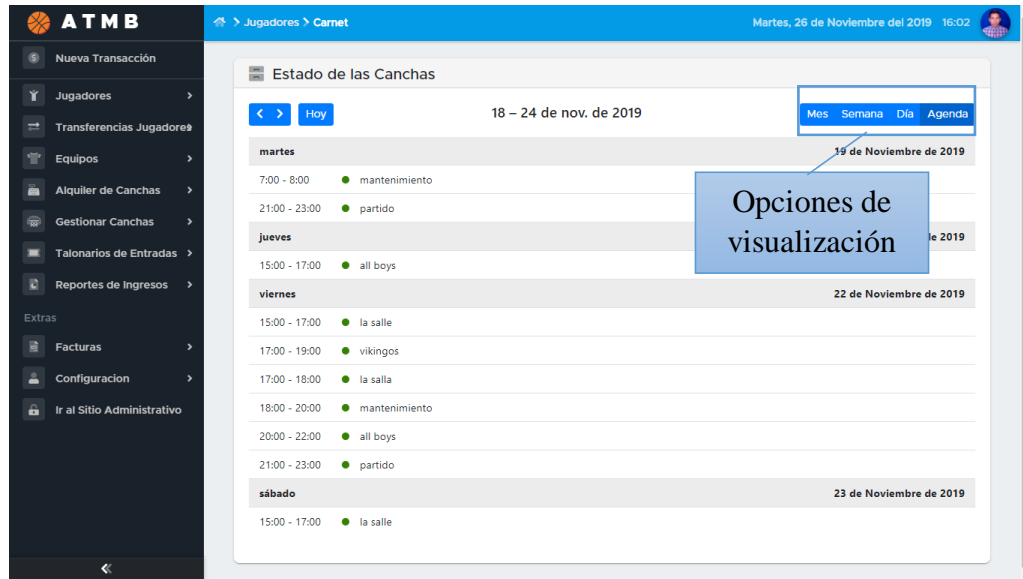 ATMB
Jugadores > Carnet
Martes, 26 de Noviembre del 2019 16:02
Nueva Transacción
Jugadores
Transferencias Jugadores
Equipos
Alquiler de Canchas
Gestionar Canchas
Talonarios de Entradas
Reportes de Ingresos
Extras
Facturas
Configuracion
Ir al Sitio Administrativo
Estado de las Canchas
Hoy
18 – 24 de nov. de 2019
Mes Semana Día Agenda
martes 19 de Noviembre de 2019
7:00 - 8:00 mantenimiento
21:00 - 23:00 partido
Opciones de
visualización
jueves de 2019
15:00 - 17:00 all boys
viernes 22 de Noviembre de 2019
15:00 - 17:00 la salle
17:00 - 19:00 vikingos
17:00 - 18:00 la salla
18:00 - 20:00 mantenimiento
20:00 - 22:00 all boys
21:00 - 23:00 partido
sábado 23 de Noviembre de 2019
15:00 - 17:00 la salle